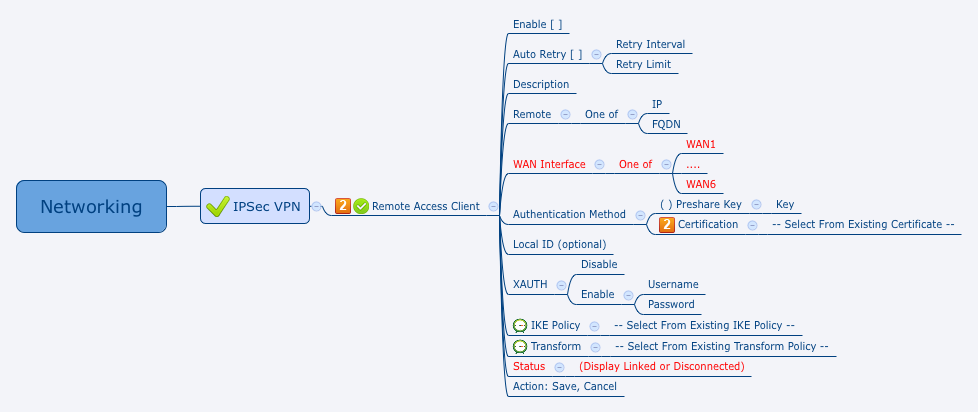 Networking
IPSec VPN
2 Remote Access Client
Enable [ ]
Auto Retry [ ]
Retry Interval
Retry Limit
Description
Remote
One of
IP
FQDN
WAN Interface
One of
WAN1
....
WAN6
Authentication Method
( ) Preshare Key
Key
2 Certification
-- Select From Existing Certificate --
Local ID (optional)
XAUTH
Disable
Enable
Username
Password
IKE Policy
-- Select From Existing IKE Policy --
Transform
-- Select From Existing Transform Policy --
Status
(Display Linked or Disconnected)
Action: Save, Cancel